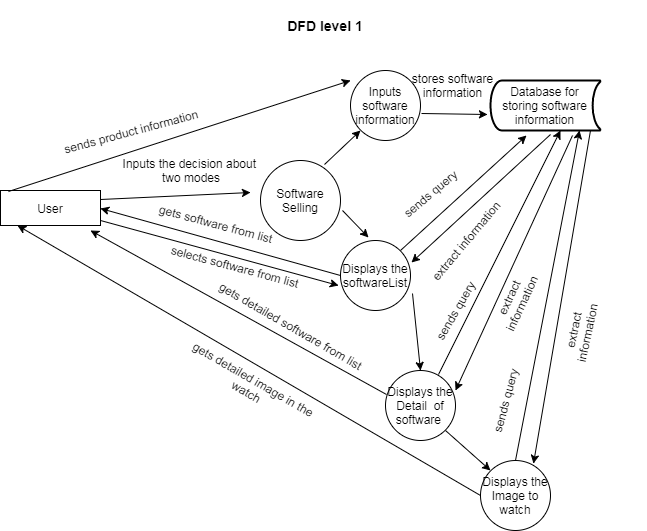 DFD level 1
stores software
information
Inputs
software
information
Database for
storing software
information
sends product information
Inputs the decision about
two modes
User
Software
Selling
sends query
gets software from list
selects software from list
Displays the
softwareList
extract information
gets detailed software from list
sends query
extract
information
extract
information
gets detailed image in the
watch
Displays the
Detail of
software
sends query
Displays the
Image to
watch